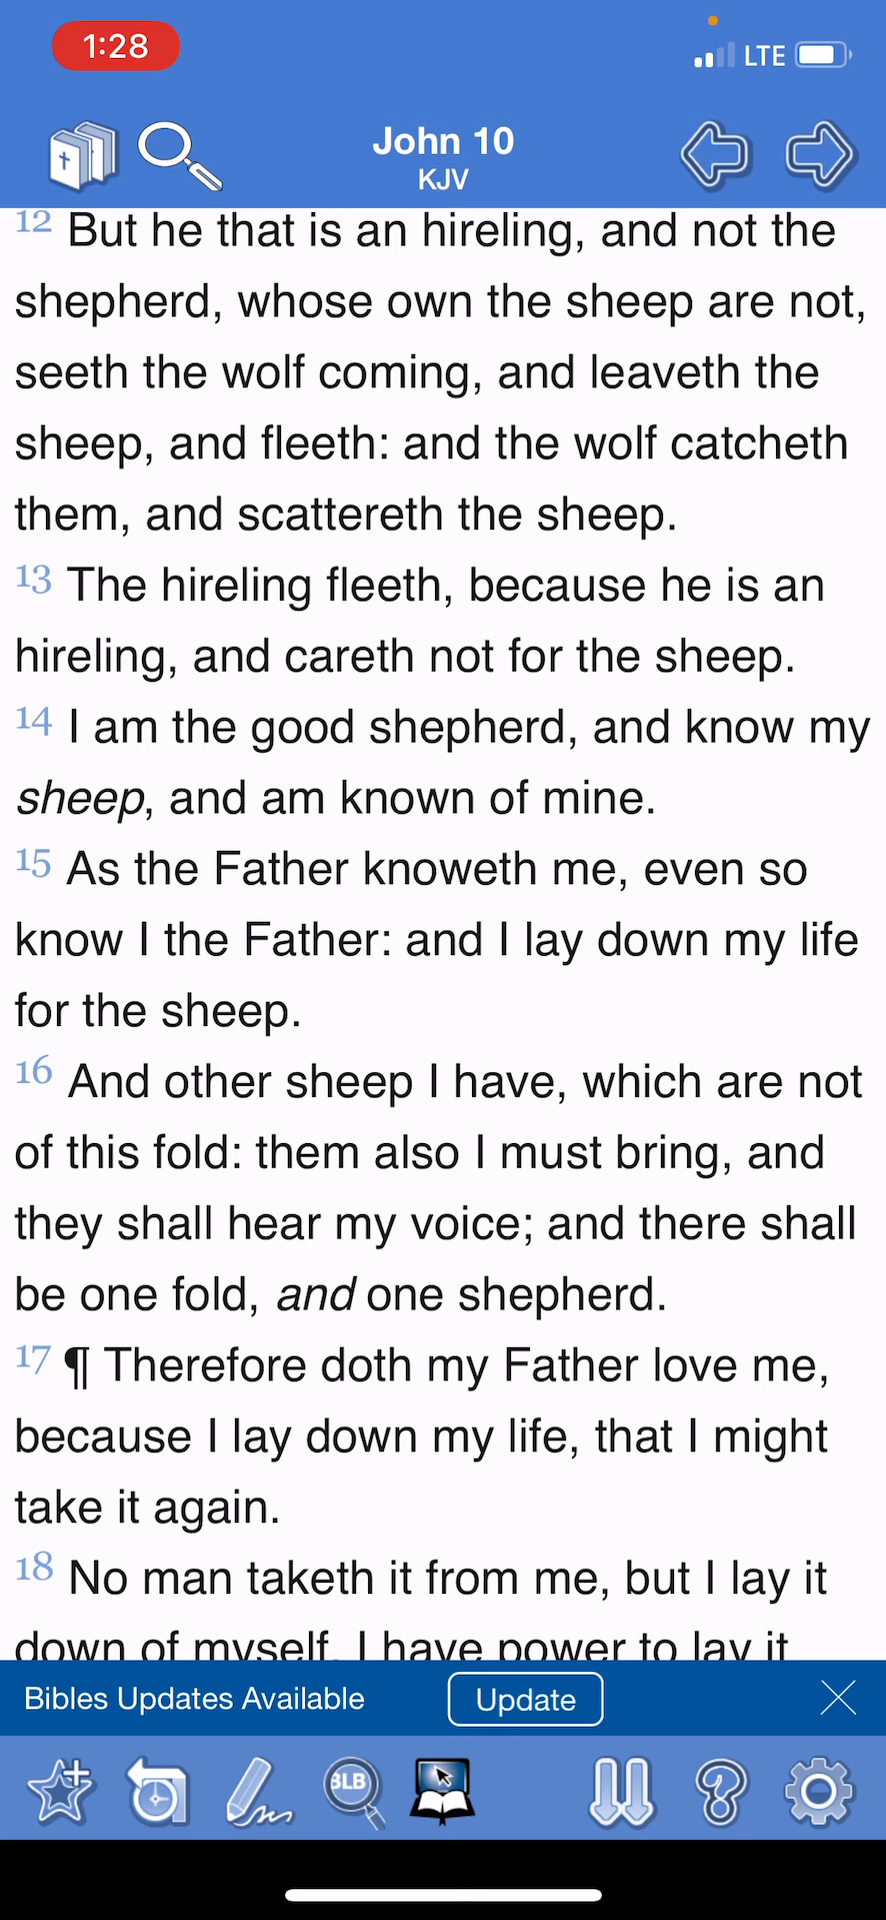 1:28
LTE
John 10
KJV
12 But he that is an hireling, and not the
shepherd, whose own the sheep are not,
seeth the wolf coming, and leaveth the
sheep, and fleeth: and the wolf catcheth
them, and scattereth the sheep.
13 The hireling fleeth, because he is an
hireling, and careth not for the sheep.
14 I am the good shepherd, and know my
sheep, and am known of mine.
15 As the Father knoweth me, even so
know I the Father: and I lay down my life
for the sheep.
16 And other sheep I have, which are not
of this fold: them also I must bring, and
they shall hear my voice; and there shall
be one fold, and one shepherd.
17 ¶ Therefore doth my Father love me,
because I lay down my life, that I might
take it again.
18 No man taketh it from me, but I lay it
down of myself. I have power to lay it
Bibles Updates Available
Update
BLB